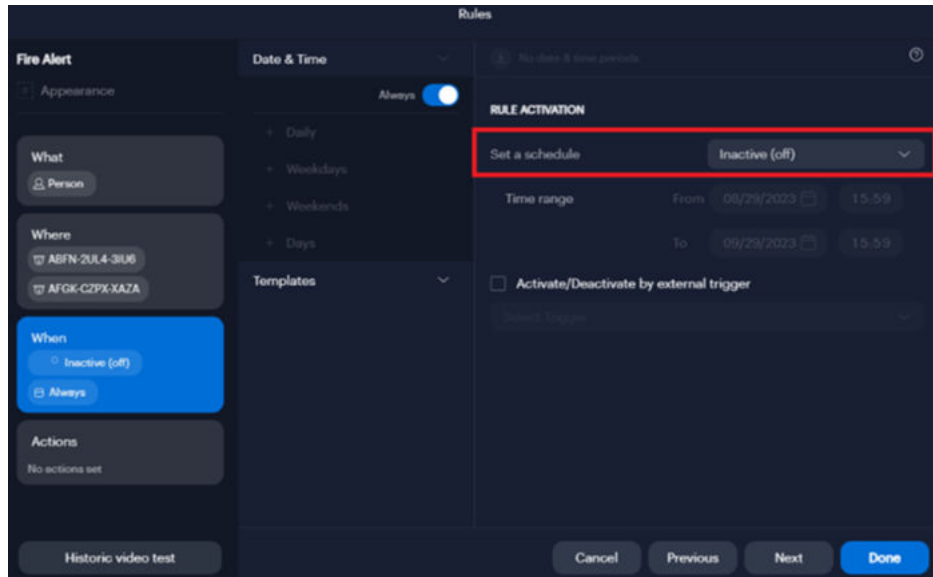 Rules
Fire Alert
Appearance
What
Person
Where
ABFN-2UL4-3IU6
AFGK-CZPX-XAZA
When
Inactive (off)
Always
Actions
No actions set
Historic video test
Date & Time
Always
+ Daily
+ Weekdays
+ Weekends
+ Days
Templates
No date & time periods
RULE ACTIVATION
Set a schedule Inactive (off)
Time range From 08/29/2023 15:59
To 09/29/2023 15:59
Activate/Deactivate by external trigger
Select Trigger
Cancel Previous Next Done